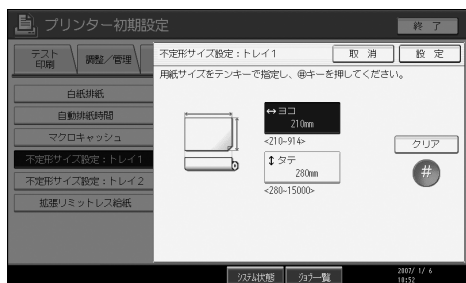 プリンター初期設定
終 了
テスト
印刷
調整／管理
不定形サイズ設定：トレイ1
取 消
設 定
用紙サイズをテンキーで指定し、⊕キーを押してください。
白紙排紙
自動排紙時間
マクロキャッシュ
不定形サイズ設定：トレイ1
不定形サイズ設定：トレイ2
拡張リミットレス給紙
↔ヨコ
210mm
<210~914>
↕タテ
280mm
<280~15000>
クリア
#
システム状態
ジョブ一覧
2007/ 1/ 6
10:52